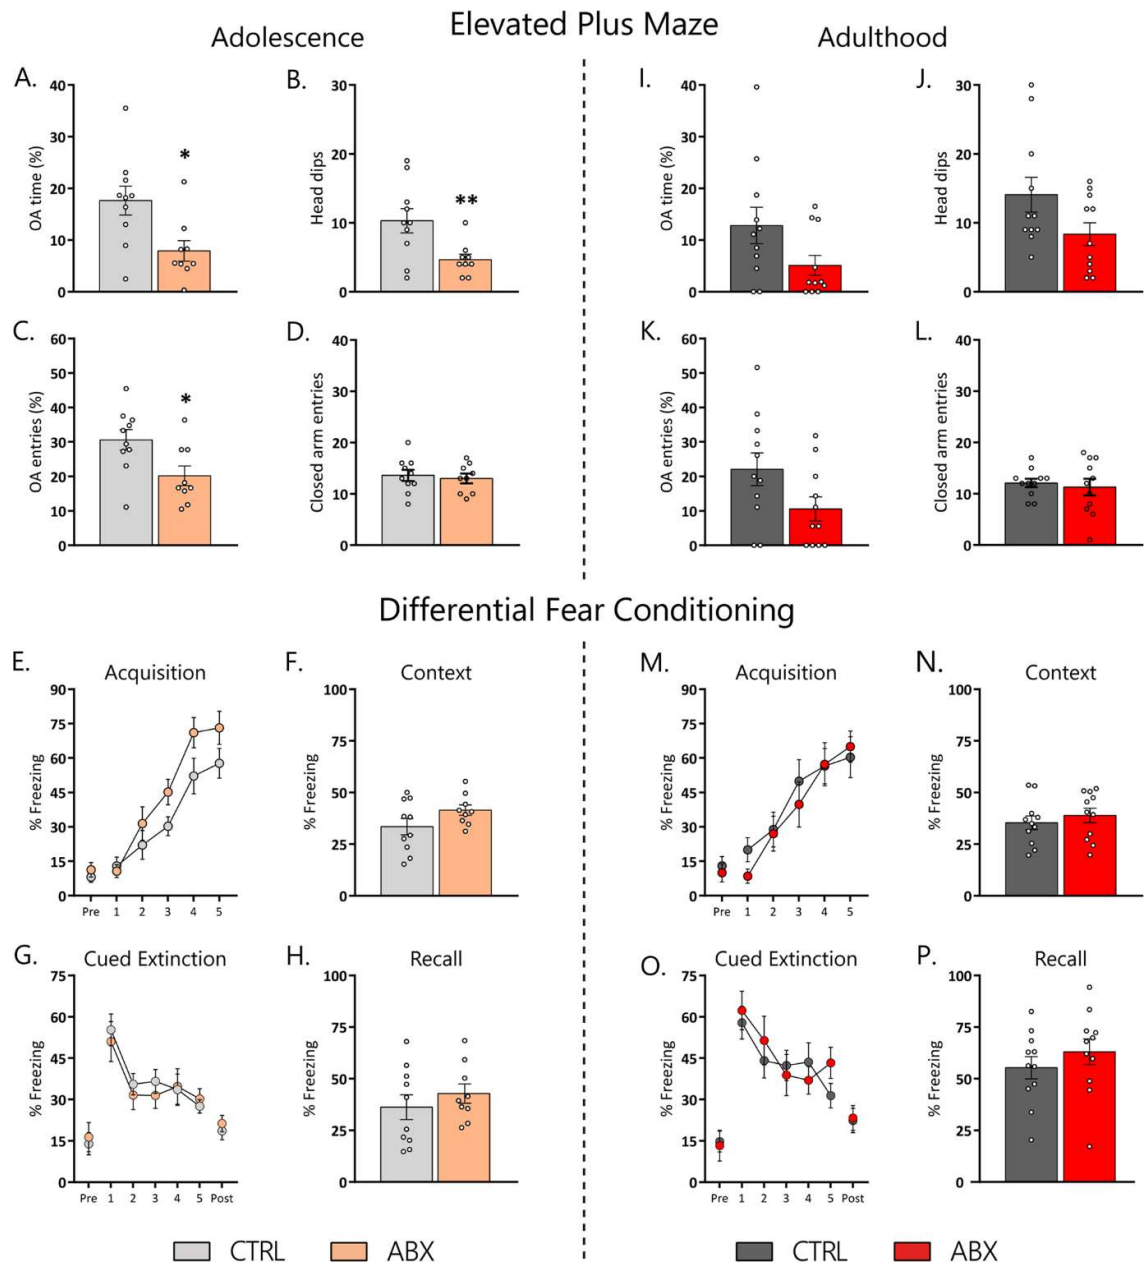 Elevated Plus Maze
Adolescence
Adulthood
A.
OA time (%)
40
30
20
10
0
*
B.
Head dips
30
20
10
0
**
I.
OA time (%)
40
30
20
10
0
J.
Head dips
30
20
10
0
C.
OA entries (%)
60
50
40
30
20
10
0
*
D.
Closed arm entries
40
30
20
10
0
K.
OA entries (%)
60
50
40
30
20
10
0
L.
Closed arm entries
40
30
20
10
0
Differential Fear Conditioning
E.
Acquisition
% Freezing
90
75
60
45
30
15
0
Pre 1 2 3 4 5
F.
Context
% Freezing
100
75
50
25
0
M.
Acquisition
% Freezing
90
75
60
45
30
15
0
Pre 1 2 3 4 5
N.
Context
% Freezing
100
75
50
25
0
G.
Cued Extinction
% Freezing
75
60
45
30
15
0
Pre 1 2 3 4 5 Post
H.
Recall
% Freezing
100
75
50
25
0
O.
Cued Extinction
% Freezing
75
60
45
30
15
0
Pre 1 2 3 4 5 Post
P.
Recall
% Freezing
100
75
50
25
0
CTRL ABX
CTRL ABX